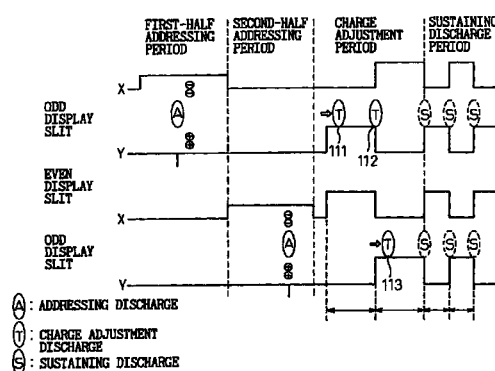 FIRST-HALF ADDRESSING PERIOD
SECOND-HALF ADDRESSING PERIOD
CHARGE ADJUSTMENT PERIOD
SUSTAINING DISCHARGE PERIOD
X
ODD DISPLAY SLIT
A
T
T
S
S
S
111
112
Y
EVEN DISPLAY SLIT
X
ODD DISPLAY SLIT
A
T
S
S
S
113
Y
A : ADDRESSING DISCHARGE
T : CHARGE ADJUSTMENT DISCHARGE
S : SUSTAINING DISCHARGE